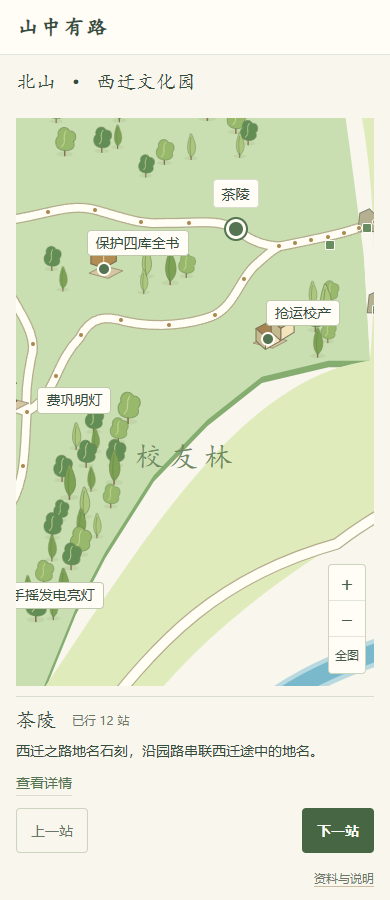 山中有路
北山 • 西迁文化园
茶陵
保护四库全书
抢运校产
费巩明灯
校友林
手摇发电亮灯
+
−
全图
茶陵 已行 12 站
西迁之路地名石刻，沿园路串联西迁途中的地名。
查看详情
上一站 下一站
资料与说明